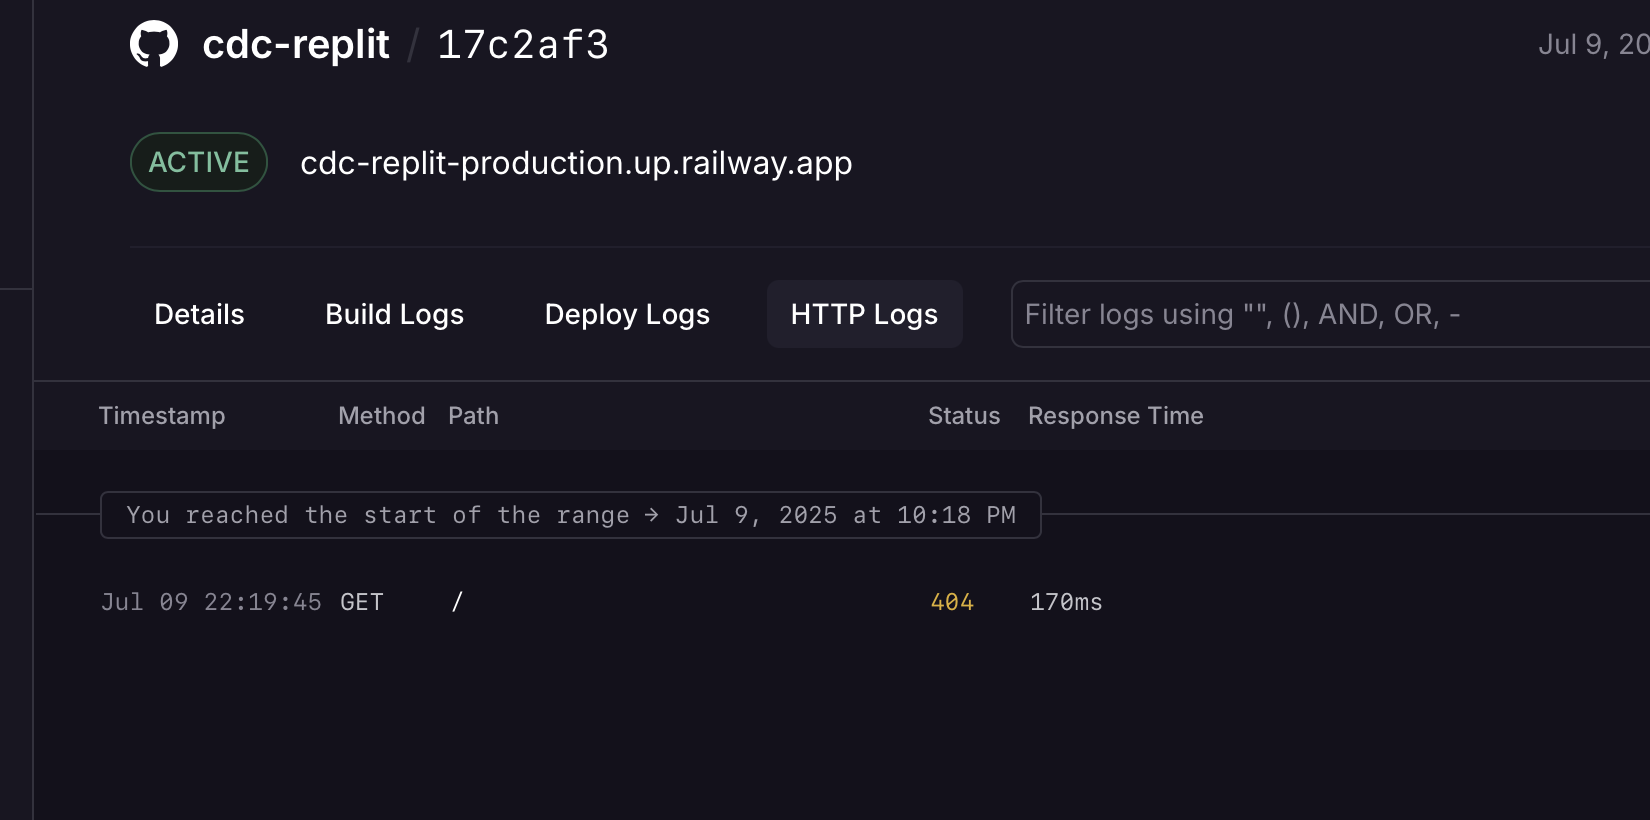 cdc-replit / 17c2af3
Jul 9, 20
ACTIVE cdc-replit-production.up.railway.app
Details Build Logs Deploy Logs HTTP Logs Filter logs using "", (), AND, OR, -
Timestamp Method Path Status Response Time
You reached the start of the range → Jul 9, 2025 at 10:18 PM
Jul 09 22:19:45 GET / 404 170ms